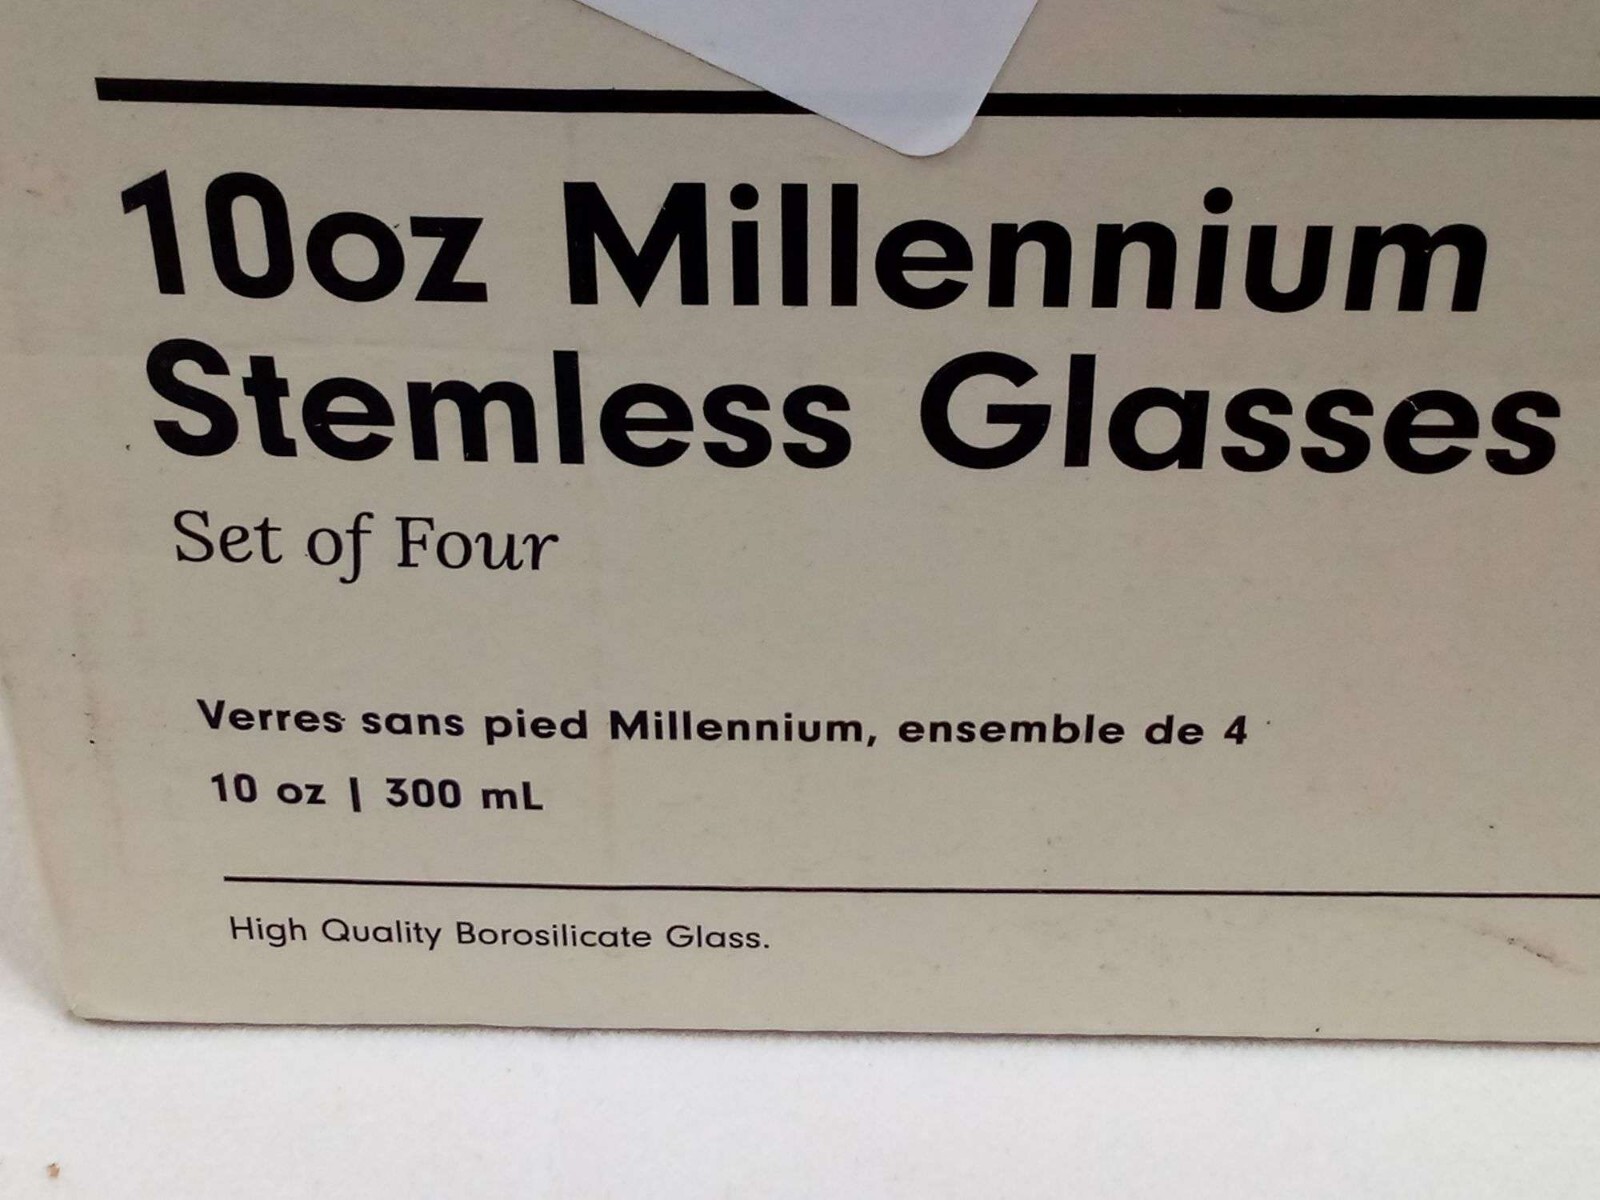 10oz Millennium
Stemless Glasses
Set of Four
Verres sans pied Millennium, ensemble de 4
10 oz | 300 mL
High Quality Borosilicate Glass.